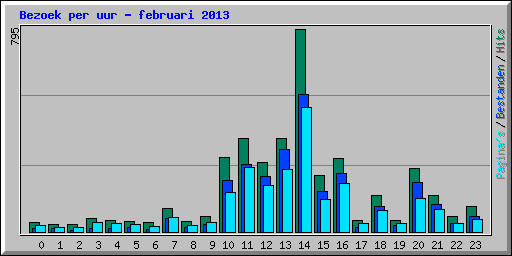 Bezoek per uur - februari 2013
795
Pagina's / Bestanden / Hits
0 1 2 3 4 5 6 7 8 9 10 11 12 13 14 15 16 17 18 19 20 21 22 23